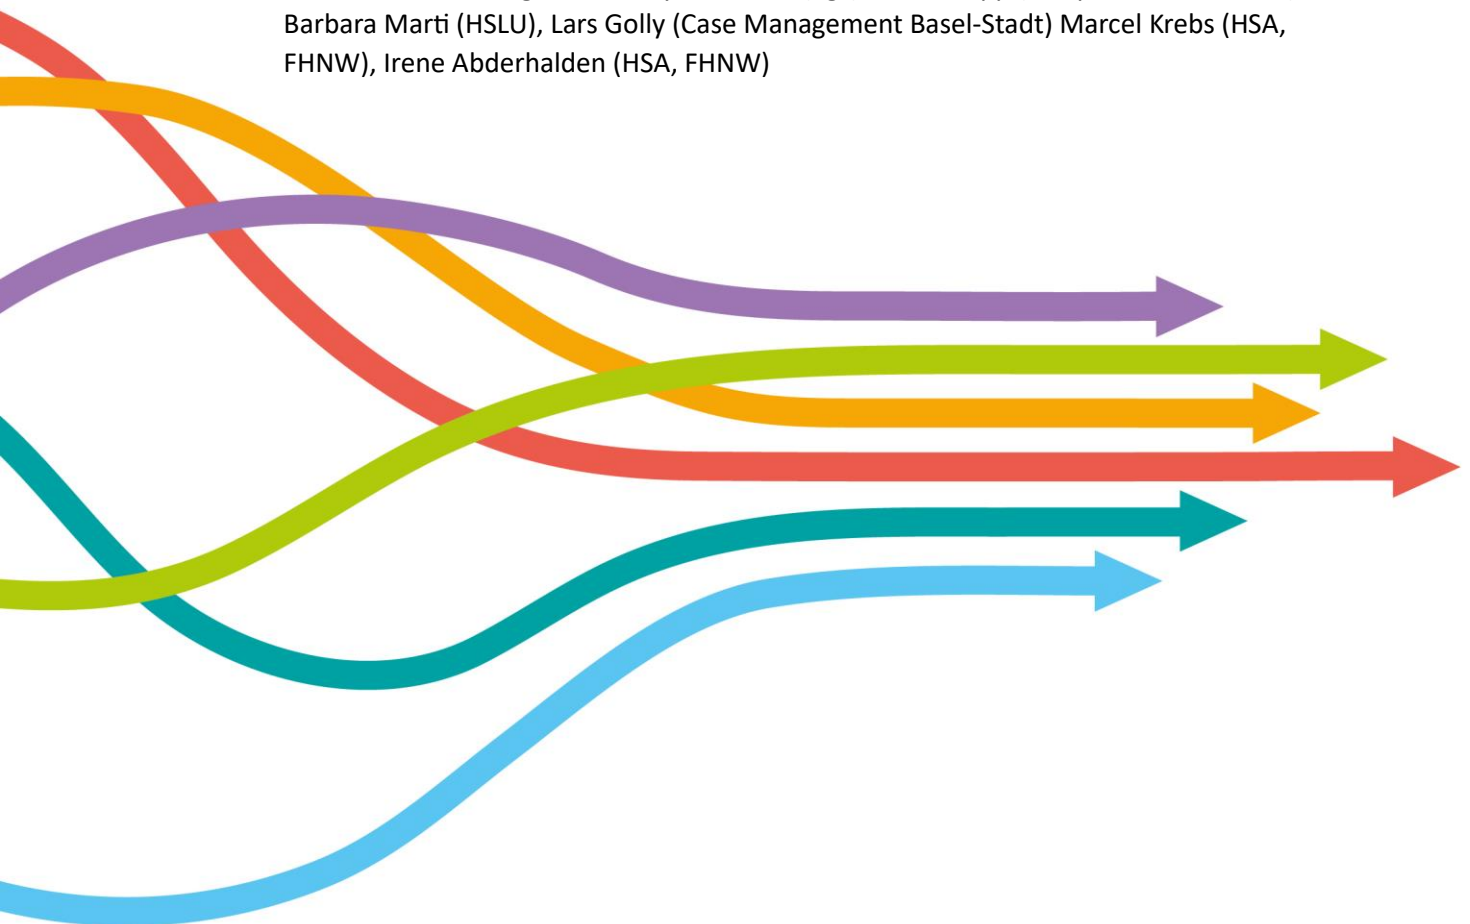 Barbara Marti (HSLU), Lars Golly (Case Management Basel-Stadt) Marcel Krebs (HSA,
FHNW), Irene Abderhalden (HSA, FHNW)